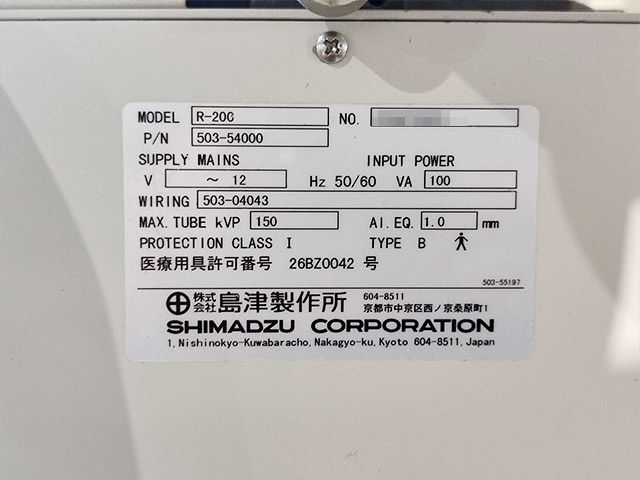 MODEL R-20C NO.
P/N 503-54000
SUPPLY MAINS INPUT POWER
V ~ 12 Hz 50/60 VA 100
WIRING 503-04043
MAX. TUBE kVP 150 Al. EQ. 1.0 mm
PROTECTION CLASS I TYPE B
医療用具許可番号 26BZ0042 号
503-55197
株式会社 島津製作所 604-8511 京都市中京区西ノ京桑原町1
SHIMADZU CORPORATION
1, Nishinokyo-Kuwabaracho, Nakagyo-ku, Kyoto 604-8511, Japan